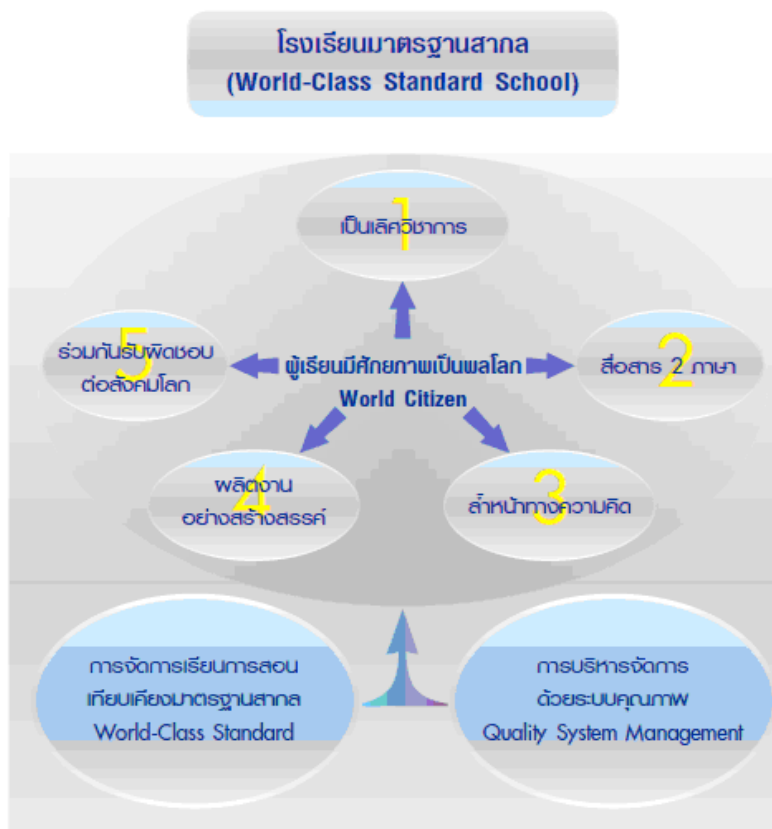 โรงเรียนมาตรฐานสากล
(World-Class Standard School)
1
เป็นเลิศวิชาการ
5
ร่วมกันรับผิดชอบ
ต่อสังคมโลก
ผู้เรียนมีศักยภาพเป็นพลโลก
World Citizen
2
สื่อสาร 2 ภาษา
4
ผลิตงาน
อย่างสร้างสรรค์
3
ล้ำหน้าทางความคิด
การจัดการเรียนการสอน
เทียบเคียงมาตรฐานสากล
World-Class Standard
การบริหารจัดการ
ด้วยระบบคุณภาพ
Quality System Management